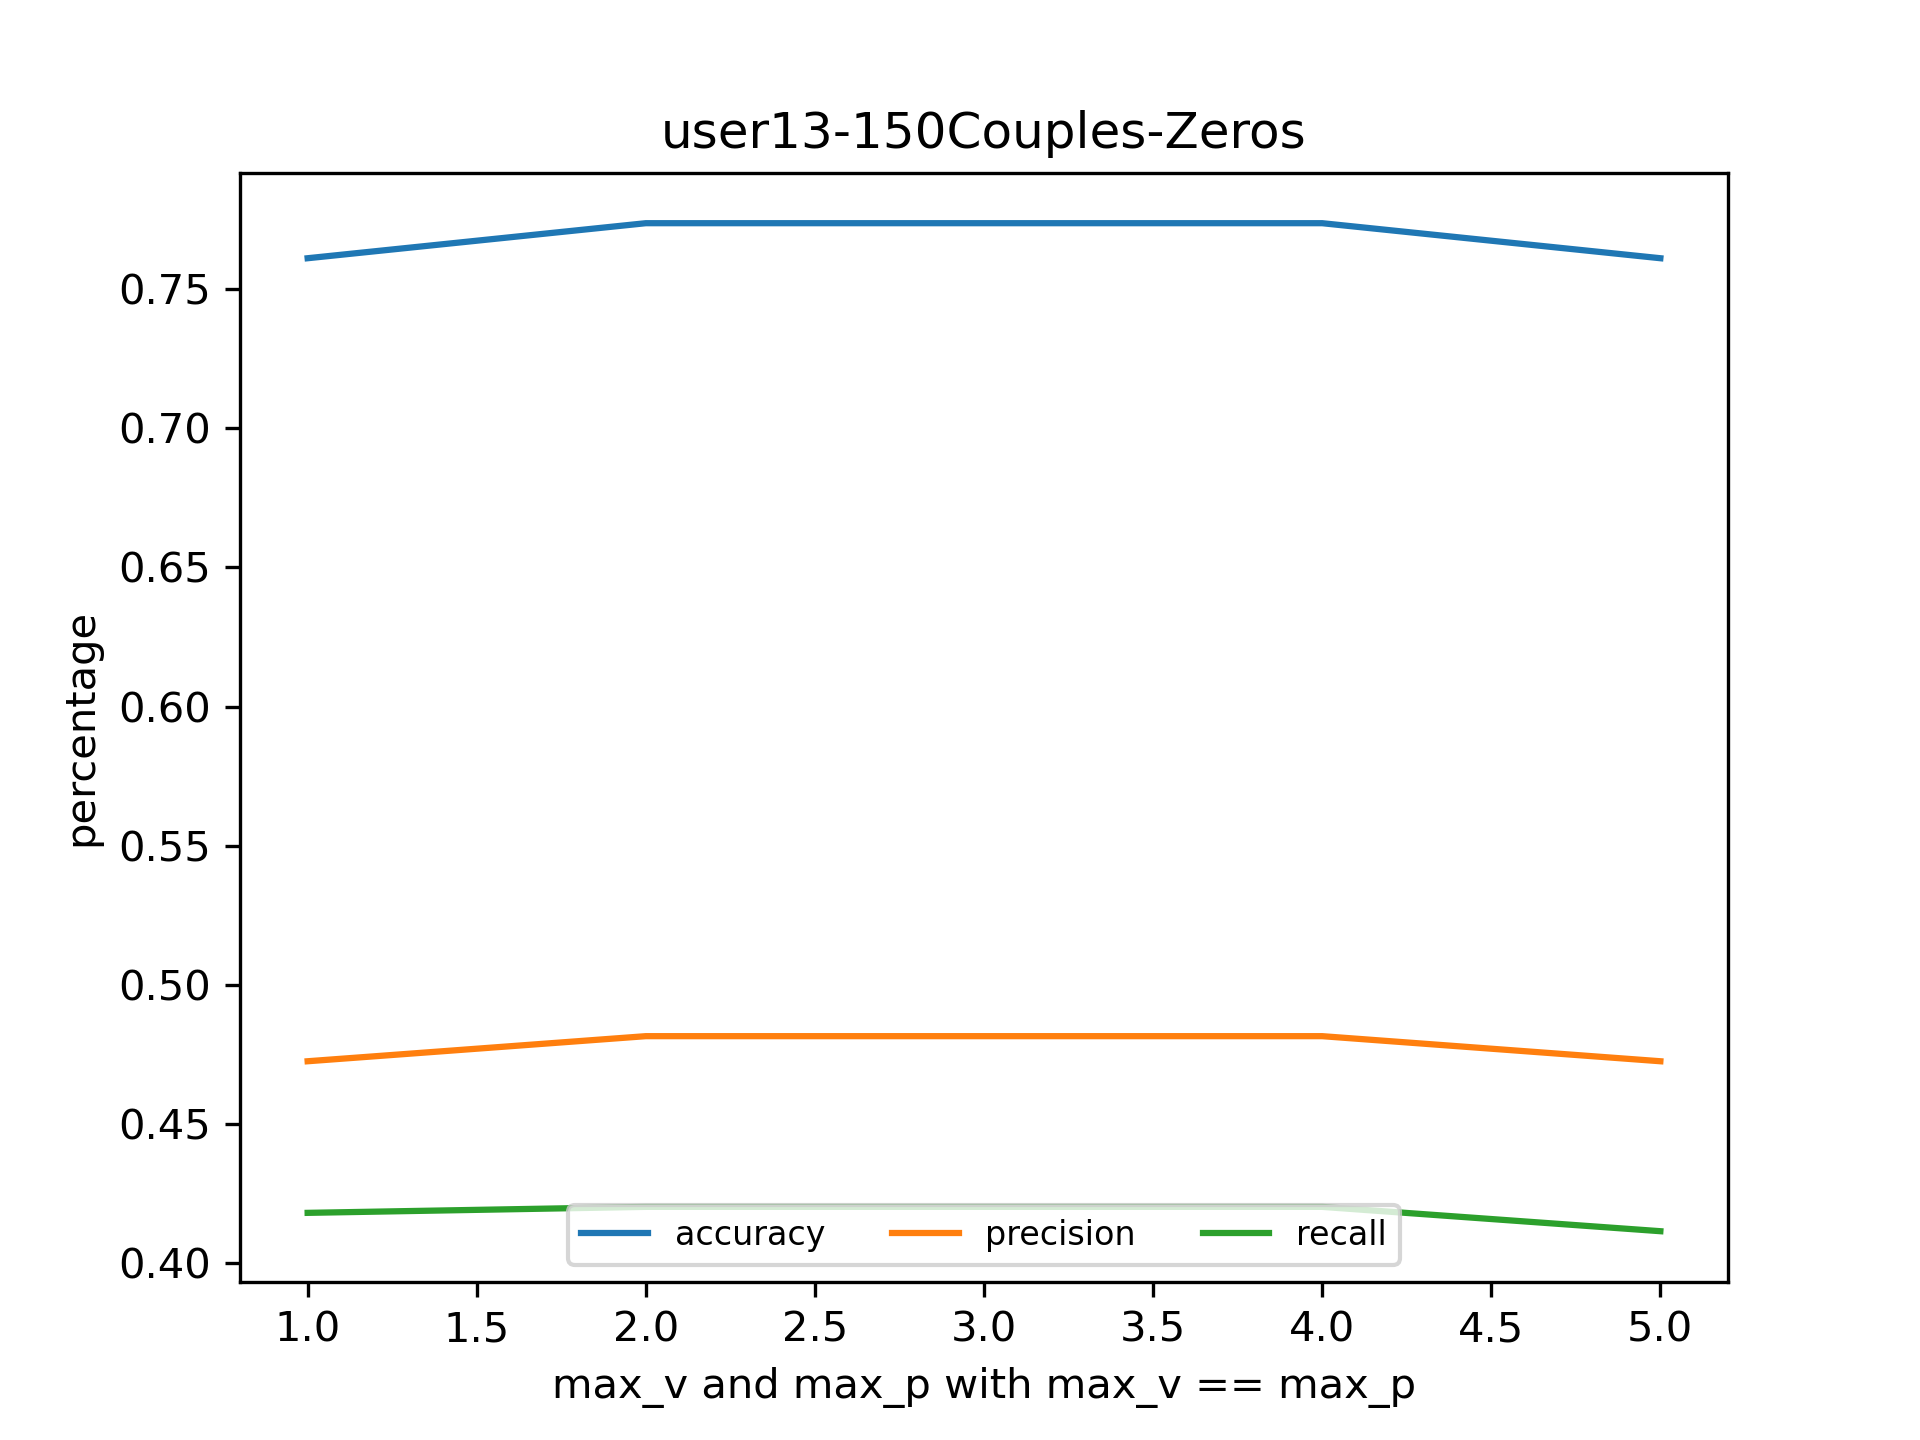 user13-150Couples-Zeros
percentage
0.75
0.70
0.65
0.60
0.55
0.50
0.45
0.40
accuracy precision recall
1.0 1.5 2.0 2.5 3.0 3.5 4.0 4.5 5.0
max_v and max_p with max_v == max_p